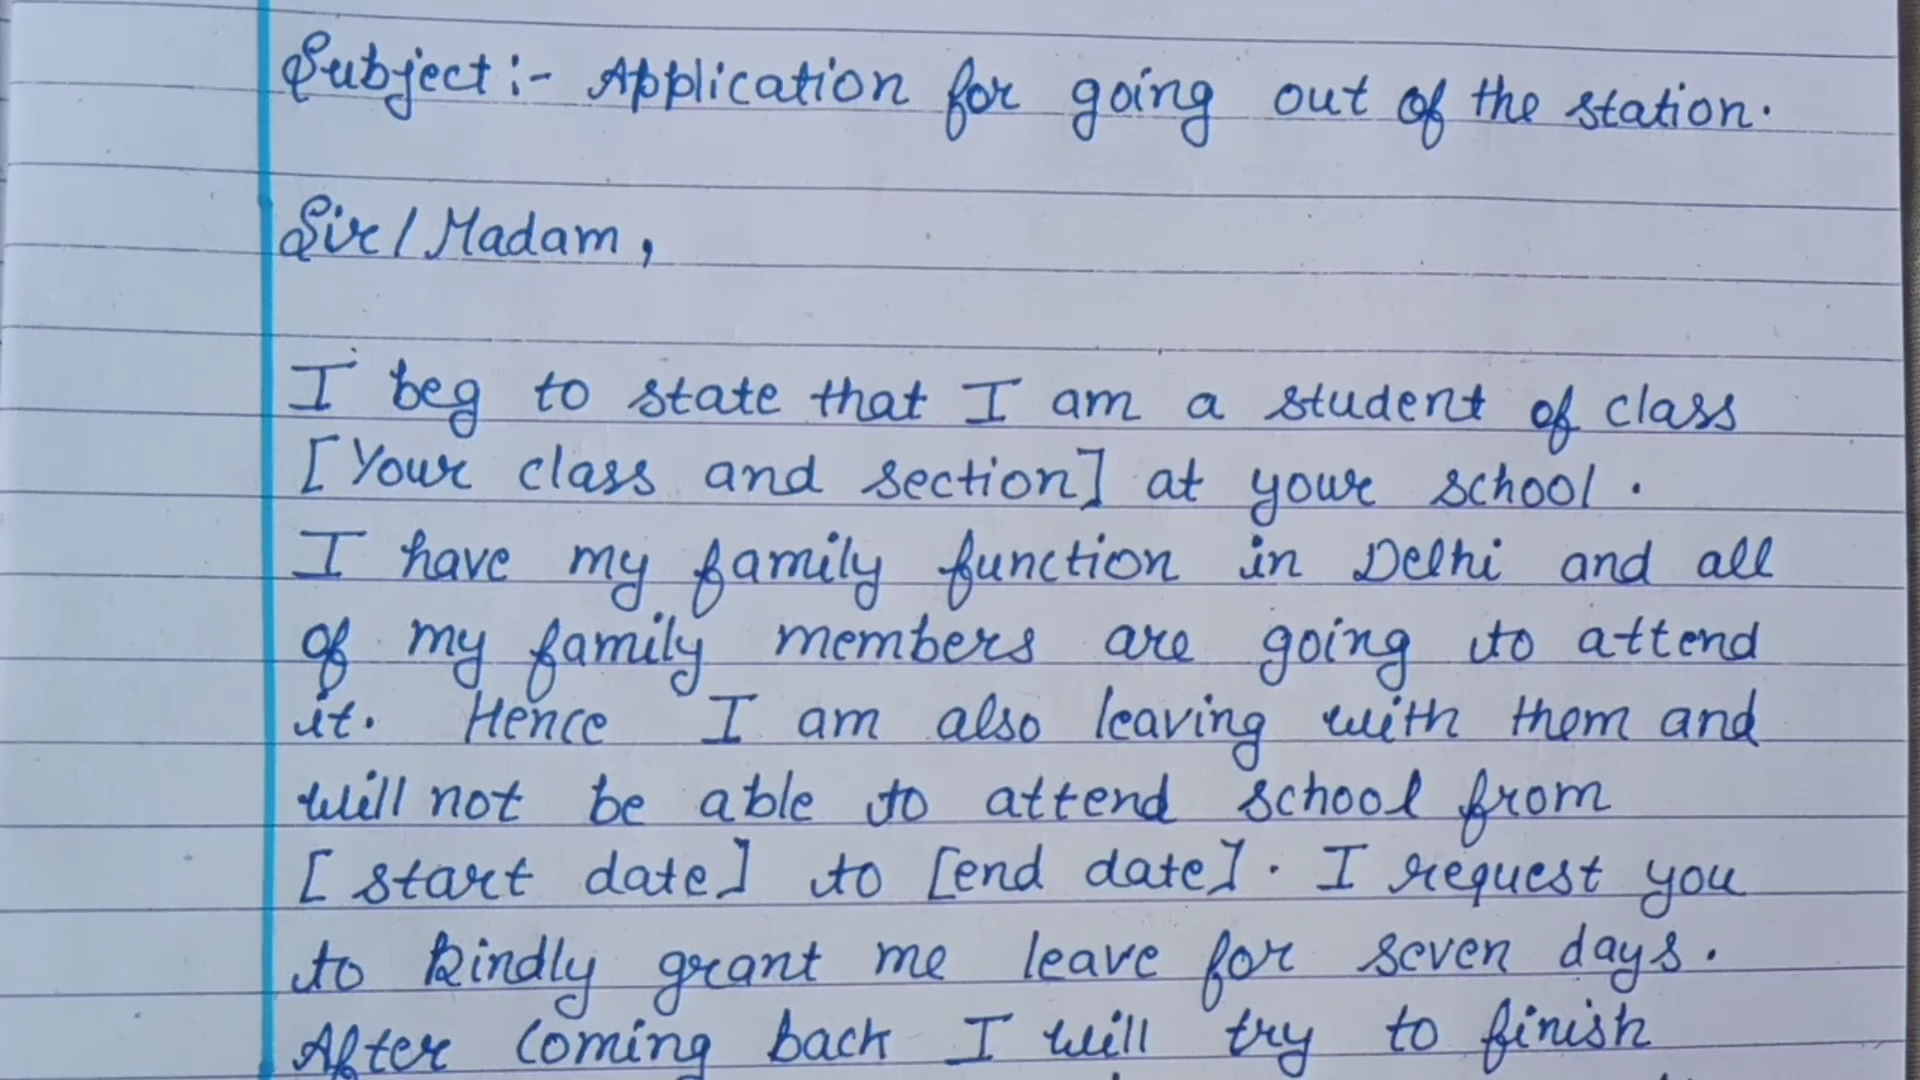 Subject:- Application for going out of the station.
Sir/Madam,
I beg to state that I am a student of class
[Your class and section] at your school.
I have my family function in Delhi and all
of my family members are going to attend
it. Hence I am also leaving with them and
will not be able to attend school from
[start date] to [end date]. I request you
to kindly grant me leave for seven days.
After coming back I will try to finish